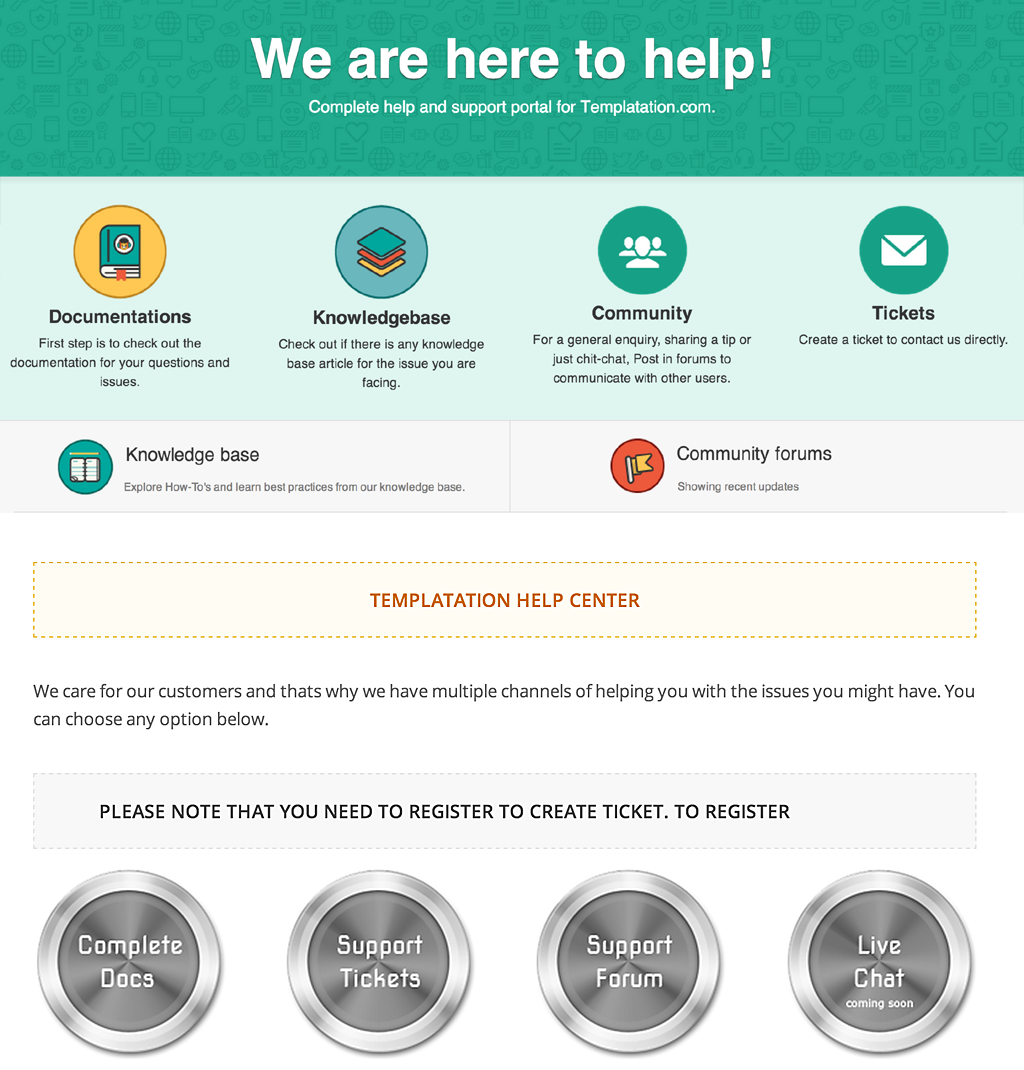 We are here to help!
Complete help and support portal for Templatation.com.
Documentations
First step is to check out the
documentation for your questions and
issues.
Knowledgebase
Check out if there is any knowledge
base article for the issue you are
facing.
Community
For a general enquiry, sharing a tip or
just chit-chat, Post in forums to
communicate with other users.
Tickets
Create a ticket to contact us directly.
Knowledge base
Explore How-To's and learn best practices from our knowledge base.
Community forums
Showing recent updates
TEMPLATATION HELP CENTER
We care for our customers and thats why we have multiple channels of helping you with the issues you might have. You
can choose any option below.
PLEASE NOTE THAT YOU NEED TO REGISTER TO CREATE TICKET. TO REGISTER
Complete
Docs
Support
Tickets
Support
Forum
Live
Chat
coming soon